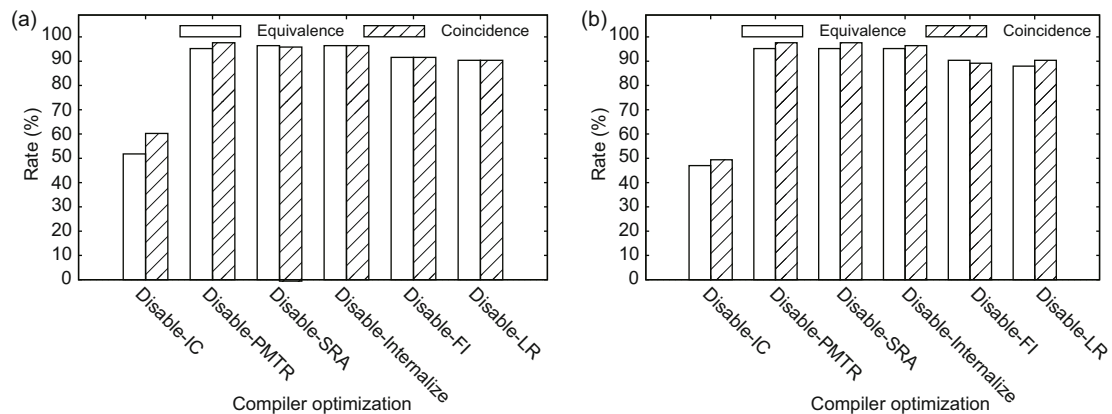 (a)
Equivalence
Coincidence
100
90
80
70
60
50
40
30
20
10
0
Rate (%)
Disable-IC
Disable-PMTR
Disable-SRA
Disable-Internalize
Disable-FI
Disable-LR
Compiler optimization
(b)
Equivalence
Coincidence
100
90
80
70
60
50
40
30
20
10
0
Rate (%)
Disable-IC
Disable-PMTR
Disable-SRA
Disable-Internalize
Disable-FI
Disable-LR
Compiler optimization